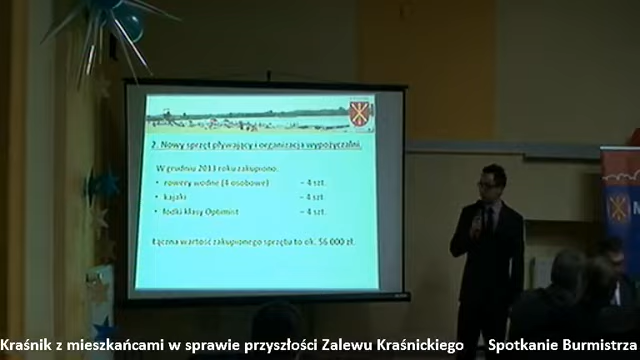 2. Nowy sprzęt pływający i organizacja wypożyczalni.
W grudniu 2013 roku zakupiono:
• rowery wodne (4 osobowe) – 4 szt.
• kajaki – 4 szt.
• łodki klasy Optimist – 4 szt.
Łączna wartość zakupionego sprzętu to ok. 56 000 zł.
Kraśnik z mieszkańcami w sprawie przyszłości Zalewu Kraśnickiego Spotkanie Burmistrza